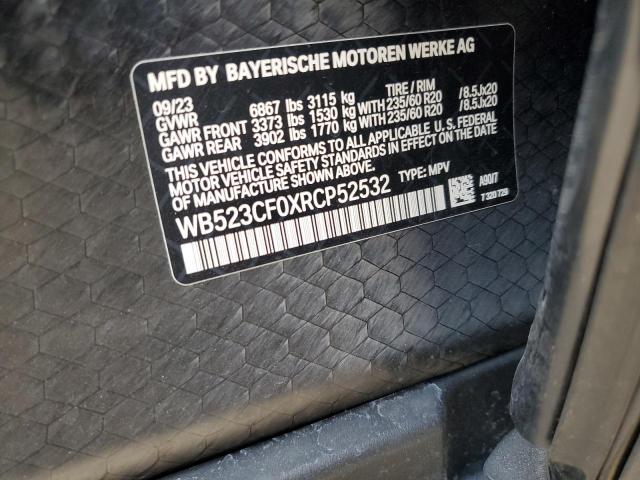 MFD BY BAYERISCHE MOTOREN WERKE AG
09/23 TIRE / RIM
GVWR 6867 lbs 3115 kg
GAWR FRONT 3373 lbs 1530 kg WITH 235/60 R20 /8.5Jx20
GAWR REAR 3902 lbs 1770 kg WITH 235/60 R20 /8.5Jx20
THIS VEHICLE CONFORMS TO ALL APPLICABLE U. S. FEDERAL
MOTOR VEHICLE SAFETY STANDARDS IN EFFECT ON THE DATE
OF MANUFACTURE SHOWN ABOVE.
WB523CF0XRCP52532 TYPE: MPV
A90/7
7 320 729